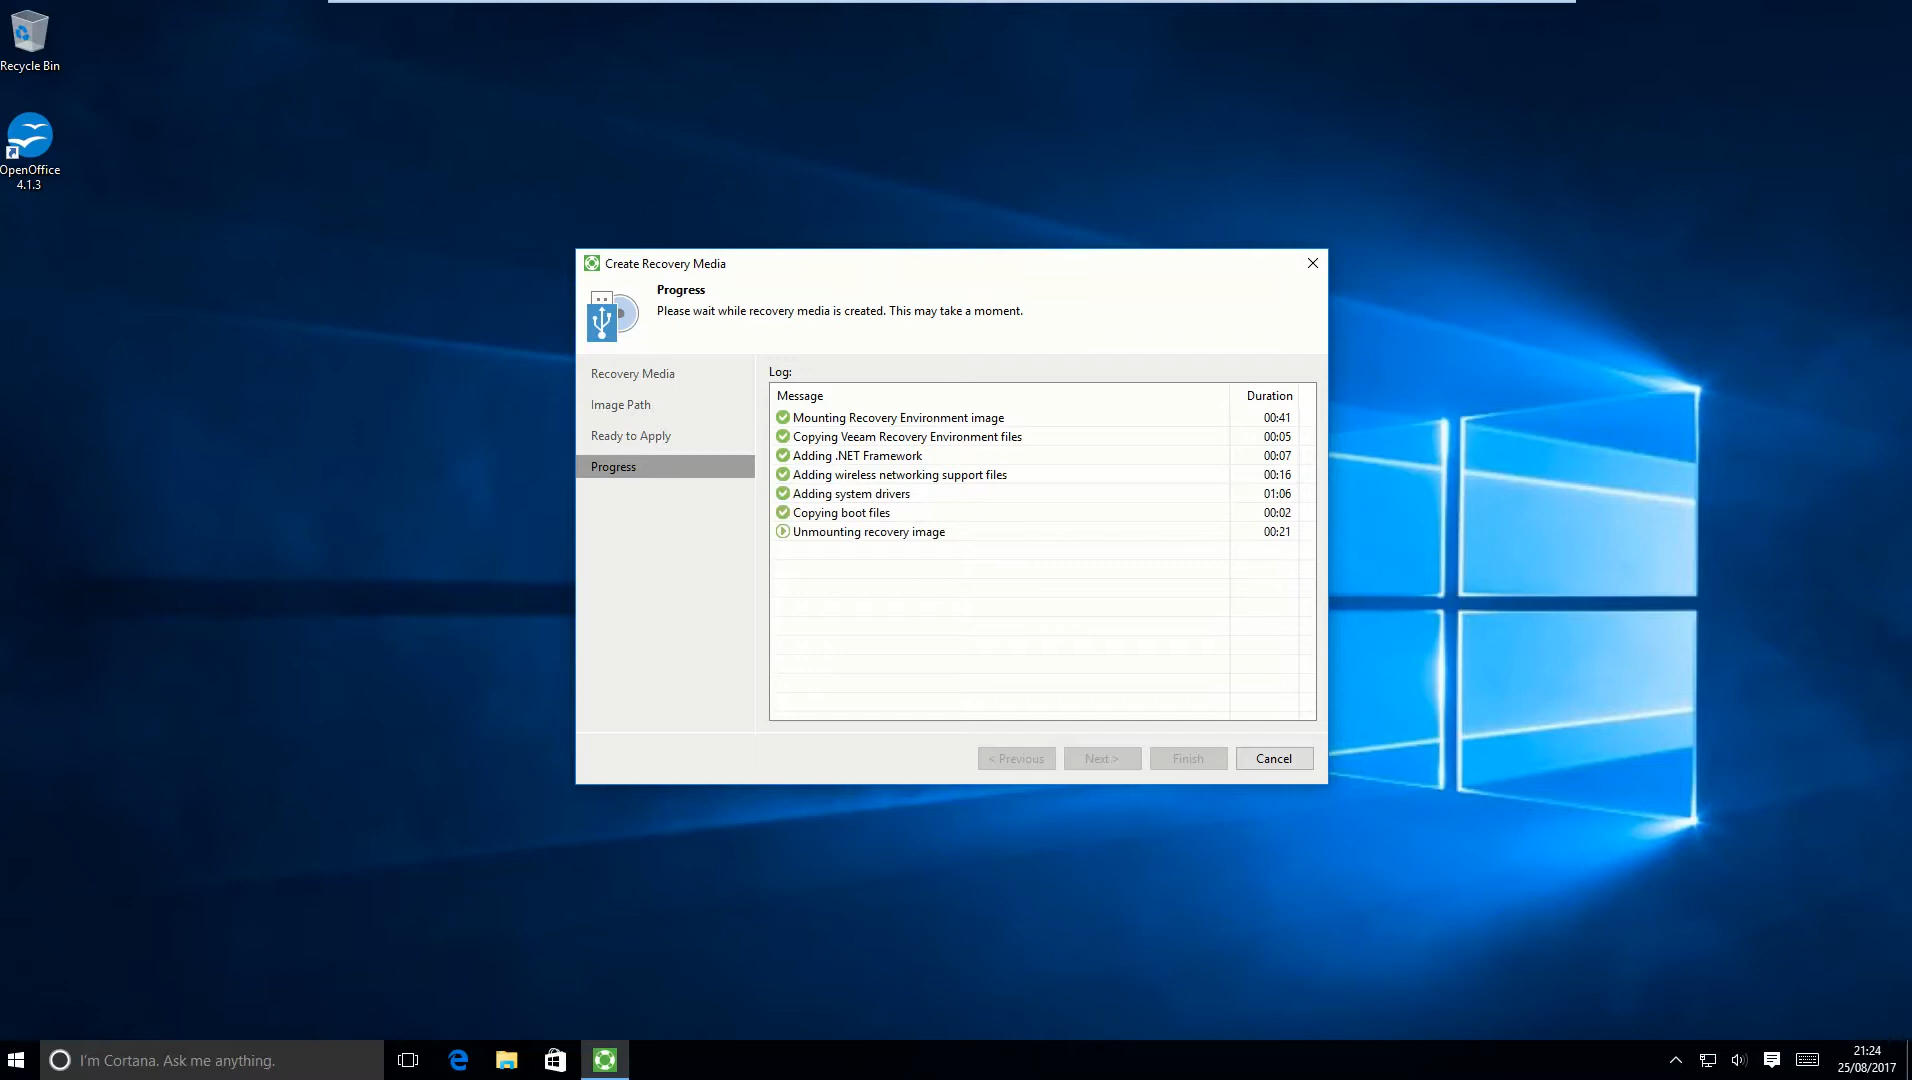 Recycle Bin
OpenOffice
4.1.3
Create Recovery Media
Progress
Please wait while recovery media is created. This may take a moment.
Recovery Media
Image Path
Ready to Apply
Progress
Log:
Message Duration
Mounting Recovery Environment image 00:41
Copying Veeam Recovery Environment files 00:05
Adding .NET Framework 00:07
Adding wireless networking support files 00:16
Adding system drivers 01:06
Copying boot files 00:02
Unmounting recovery image 00:21
< Previous Next > Finish Cancel
I'm Cortana. Ask me anything.
21:24
25/08/2017